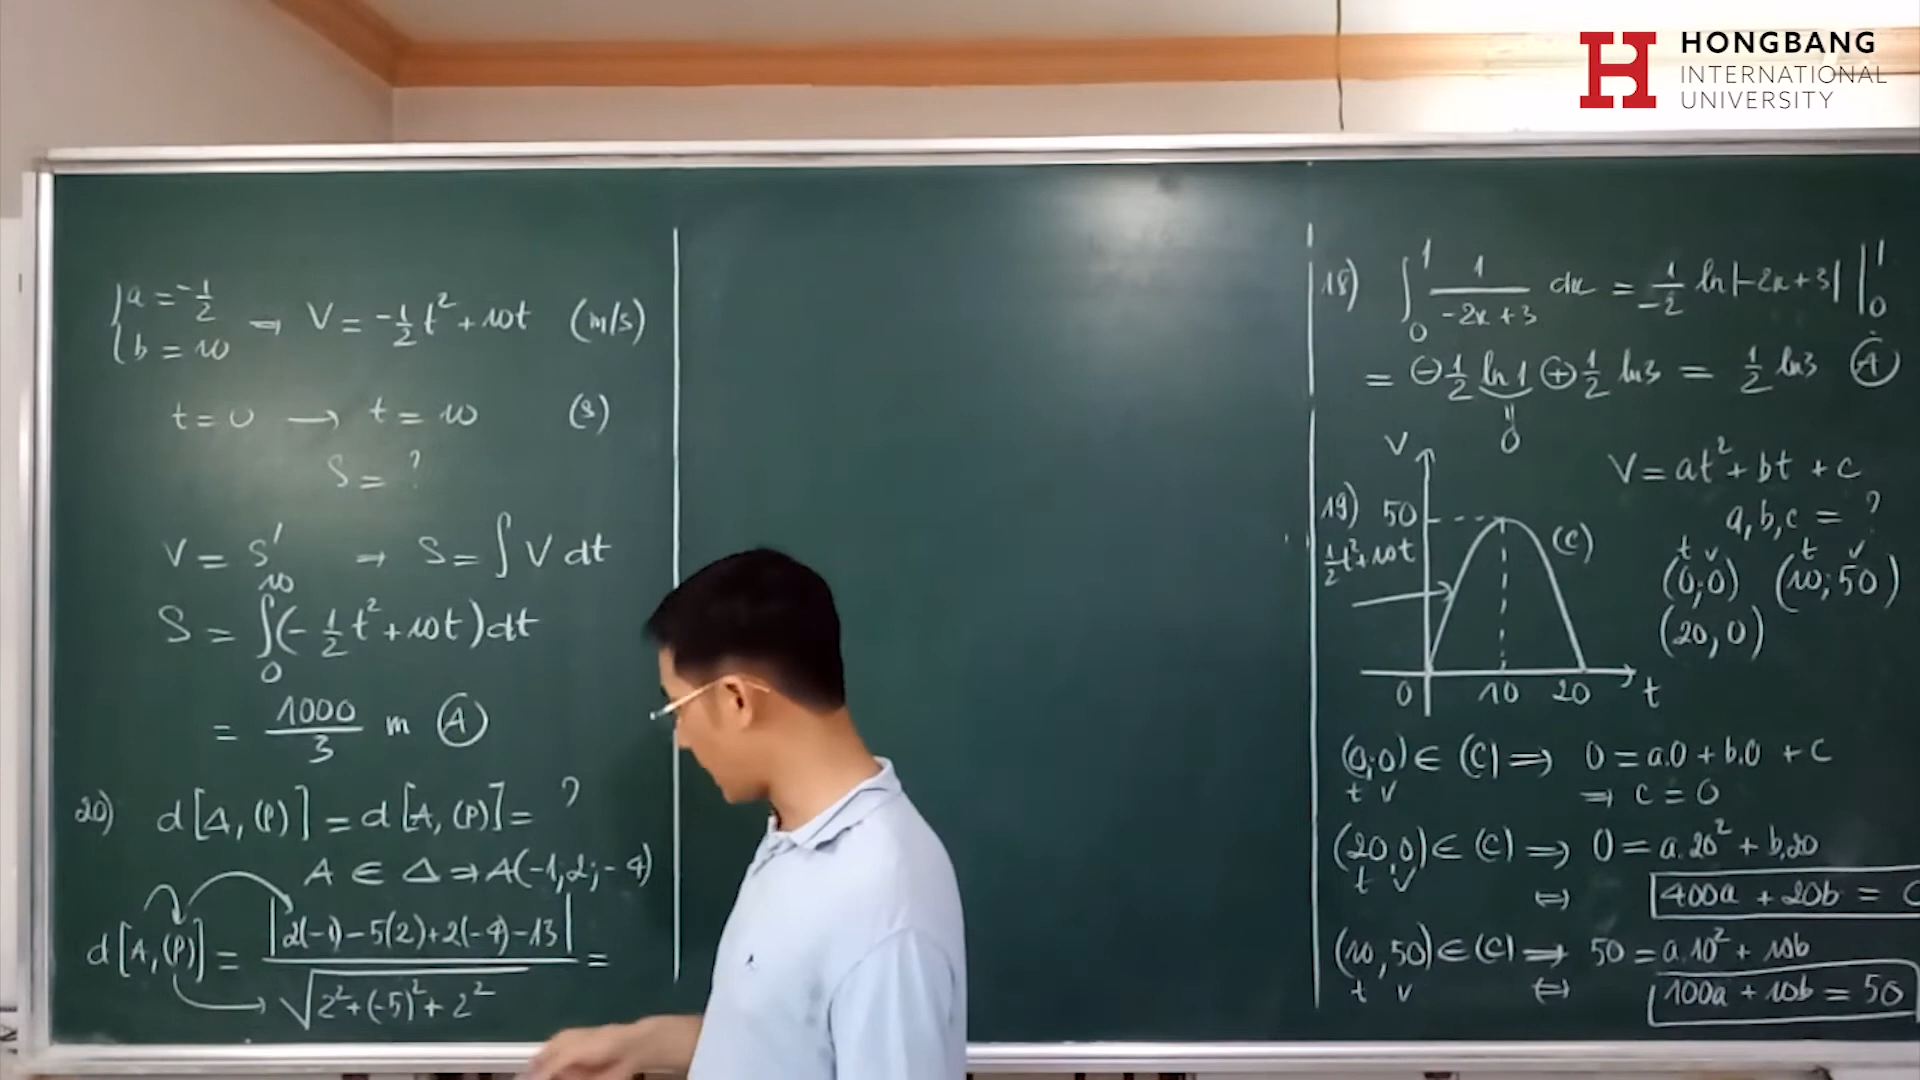 HONGBANG
INTERNATIONAL
UNIVERSITY
{a = -1/2
b = 10 ⇒ V = -1/2 t² + 10t (m/s)
t = 0 → t = 10 (s)
S = ?
V = S' → S = ∫ V dt
S = ∫₀¹⁰ (-1/2 t² + 10t) dt
= 1000/3 m Ⓐ
20) d[Δ, (P)] = d[A, (P)] = ?
A ∈ Δ ⇒ A(-1; 2; -4)
d[A, (P)] = |2(-1) - 5(2) + 2(-4) - 13| / √(2² + (-5)² + 2²) =
18) ∫₀¹ 1/(-2x + 3) dx = 1/-2 ln|-2x + 3| |₀¹
= ⊖ 1/2 ln1 ⊕ 1/2 ln3 = 1/2 ln3 Ⓐ
"
0
V
V = at² + bt + c
19) 50
a, b, c = ?
(C)
1/2 t² + 10t
t v t v
(0; 0) (10; 50)
(20, 0)
0 10 20 t
(0; 0) ∈ (C) ⇒ 0 = a.0 + b.0 + c
t v ⇒ c = 0
(20, 0) ∈ (C) ⇒ 0 = a.20² + b.20
t v ⇔ 400a + 20b = 0
(10, 50) ∈ (C) ⇒ 50 = a.10² + 10b
t v ⇔ 100a + 10b = 50